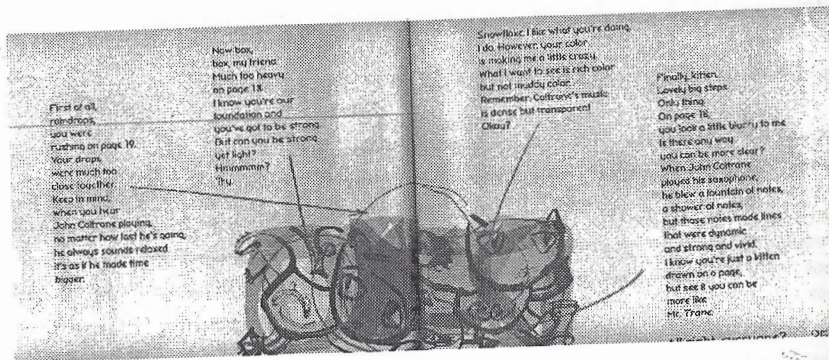 First of all,
raindrops,
you were
rushing on page 19.
Your drops
were much too
close together.
Keep in mind,
when you hear
John Coltrane playing,
no matter how fast he's going,
he always sounds relaxed.
It's as if he made time
bigger.
Now box,
box, my friend.
Much too heavy
on page 18.
I know you're our
foundation and
you've got to be strong.
But can you be strong
yet light?
Hmmmmm?
Try.
Snowflake, I like what you're doing,
I do. However, your color
is making me a little crazy.
What I want to see is rich color
but not muddy color.
Remember: Coltrane's music
is dense but transparent.
Okay?
Finally, kitten.
Lovely big steps.
Only thing:
On page 18,
you look a little blurry to me.
Is there any way
you can be more clear?
When John Coltrane
played his saxophone,
he blew a fountain of notes,
a shower of notes,
but those notes made lines
that were dynamic
and strong and vivid.
I know you're just a kitten
drawn on a page,
but see if you can be
more like
Mr. Trane.
everyone?